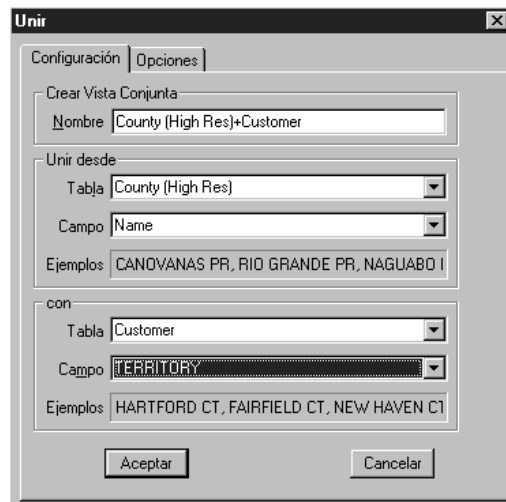 Unir
Configuración Opciones
Crear Vista Conjunta
Nombre County (High Res)+Customer
Unir desde
Tabla County (High Res)
Campo Name
Ejemplos CANOVANAS PR, RIO GRANDE PR, NAGUABO
con
Tabla Customer
Campo TERRITORY
Ejemplos HARTFORD CT, FAIRFIELD CT, NEW HAVEN CT
Aceptar Cancelar